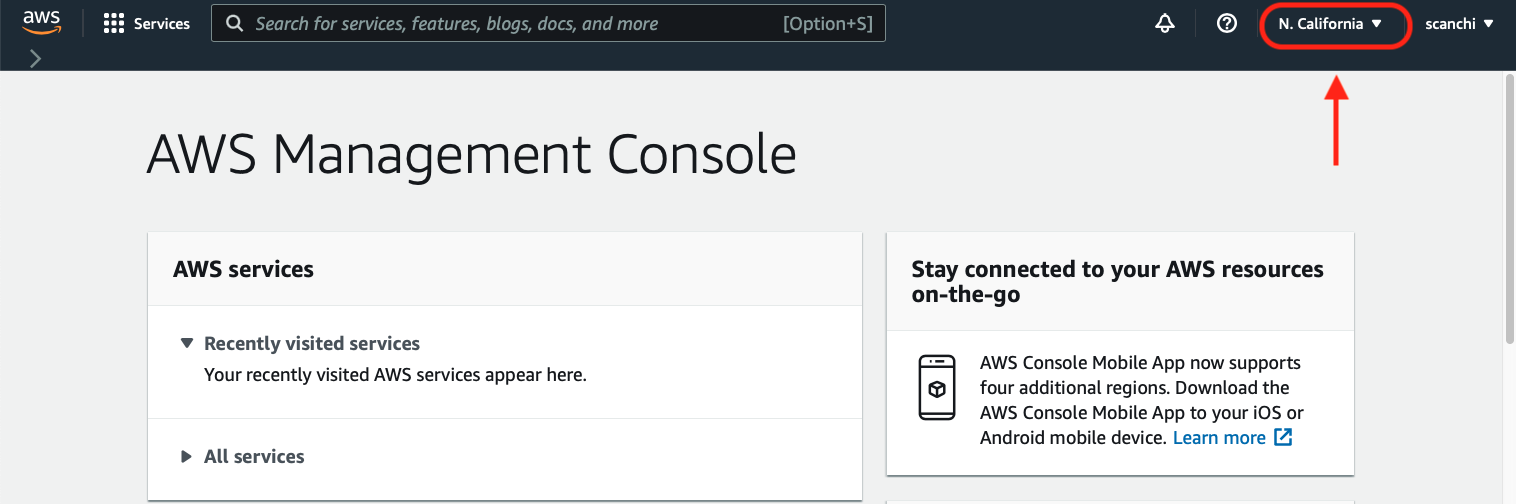 aws
Services
Search for services, features, blogs, docs, and more [Option+S]
N. California
scanchi
AWS Management Console
AWS services
Recently visited services
Your recently visited AWS services appear here.
All services
Stay connected to your AWS resources
on-the-go
AWS Console Mobile App now supports
four additional regions. Download the
AWS Console Mobile App to your iOS or
Android mobile device. Learn more